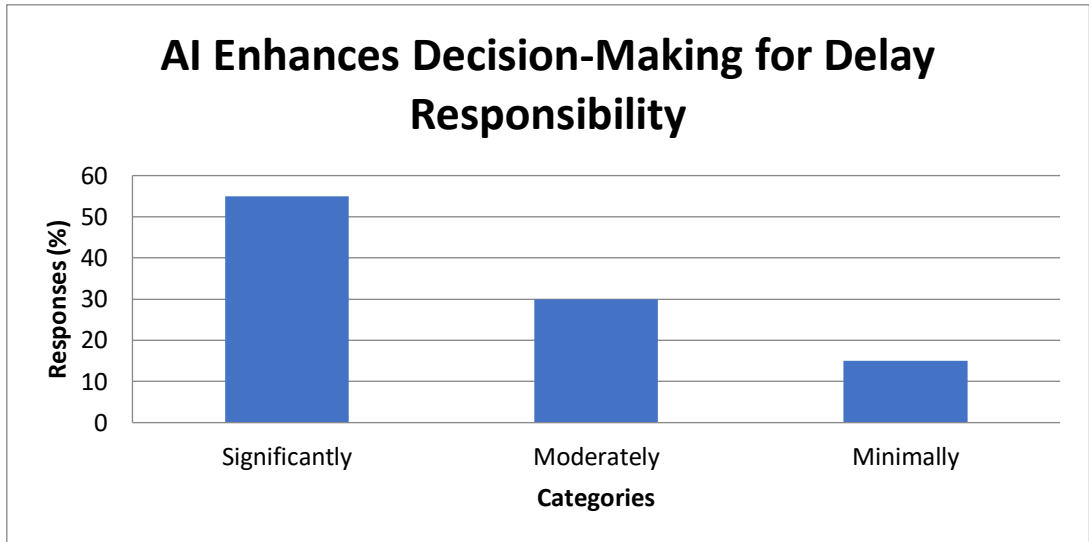 AI Enhances Decision-Making for Delay
Responsibility
60
50
40
30
20
10
0
Responses (%)
Significantly
Moderately
Minimally
Categories